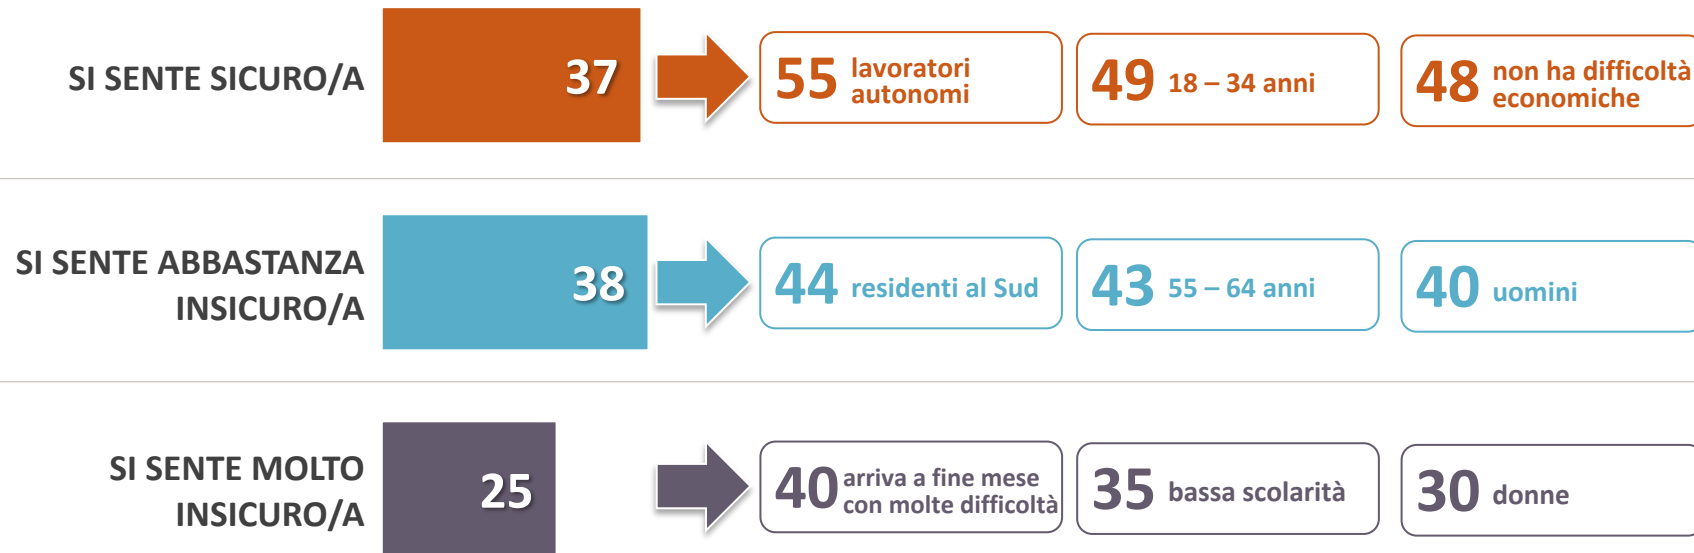 SI SENTE SICURO/A
37
55 lavoratori
autonomi
49 18 – 34 anni
48 non ha difficoltà
economiche
SI SENTE ABBASTANZA
INSICURO/A
38
44 residenti al Sud
43 55 – 64 anni
40 uomini
SI SENTE MOLTO
INSICURO/A
25
40 arriva a fine mese
con molte difficoltà
35 bassa scolarità
30 donne